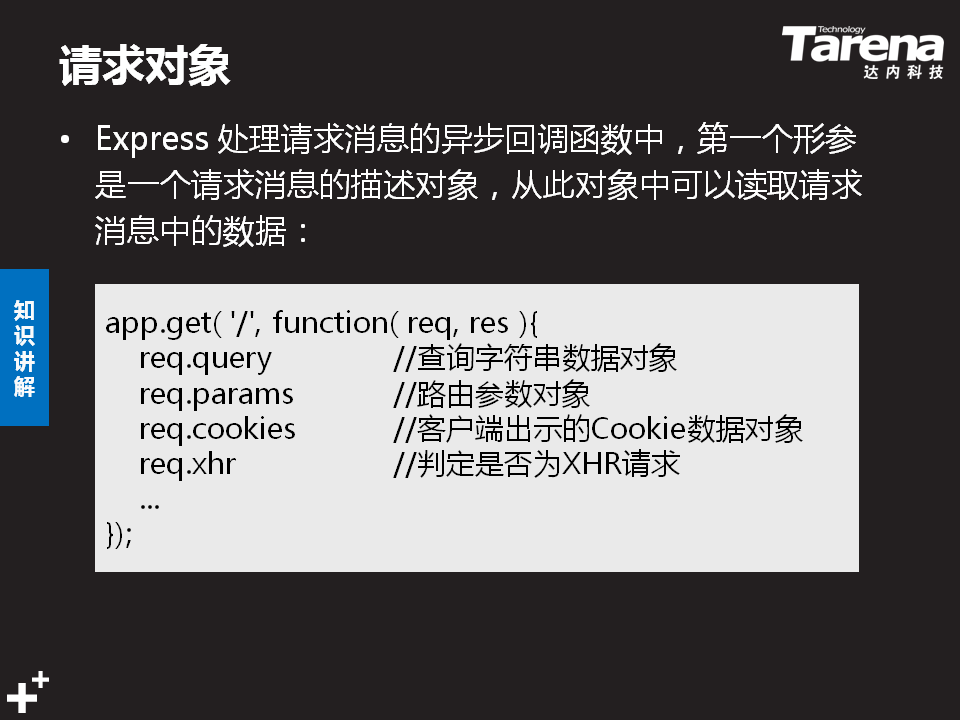 请求对象
Technology
Tarena
达内科技
• Express 处理请求消息的异步回调函数中，第一个形参
是一个请求消息的描述对象，从此对象中可以读取请求
消息中的数据：
知识讲解
app.get( '/', function( req, res ){
req.query //查询字符串数据对象
req.params //路由参数对象
req.cookies //客户端出示的Cookie数据对象
req.xhr //判定是否为XHR请求
...
});